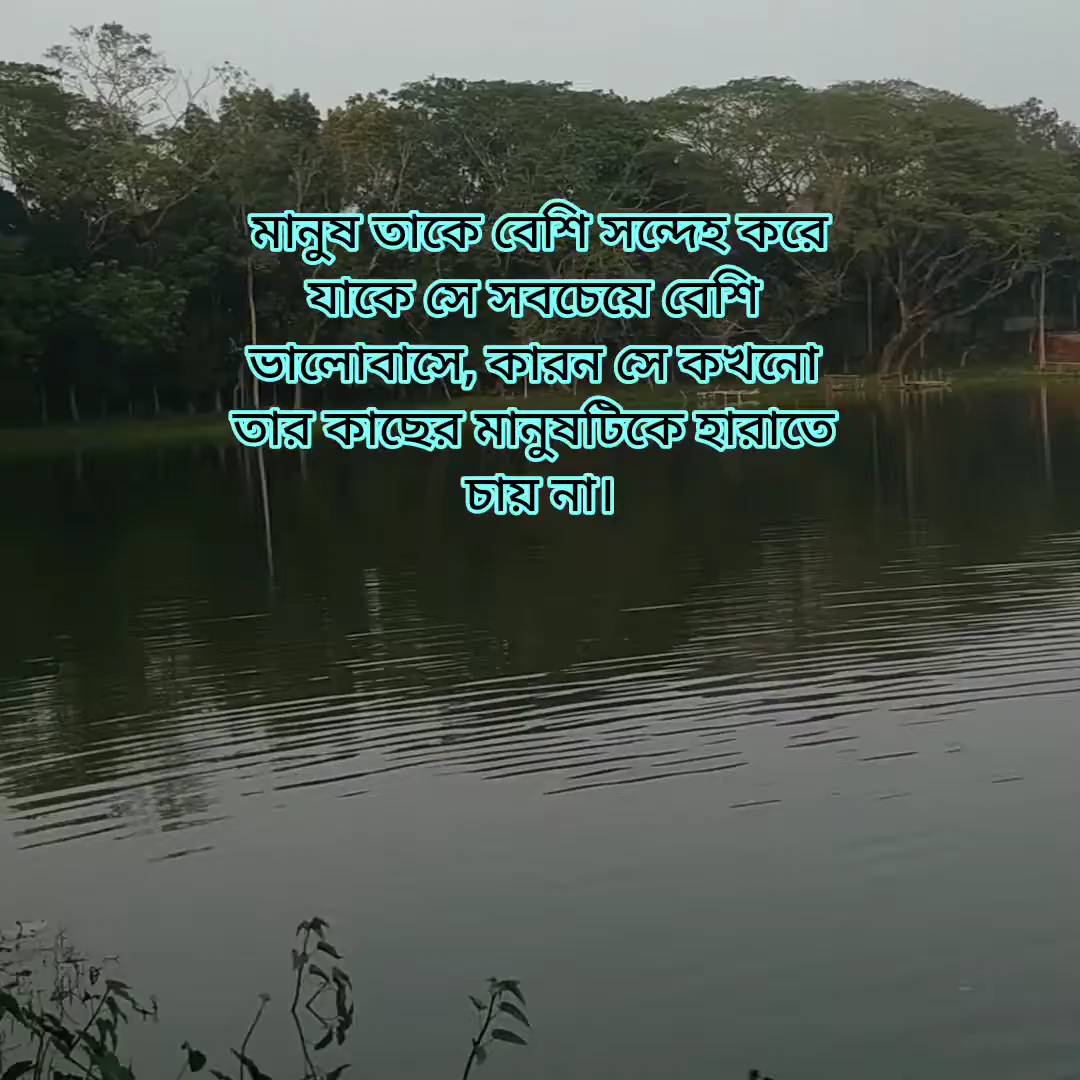 মানুষ তাকে বেশি সন্দেহ করে
যাকে সে সবচেয়ে বেশি
ভালোবাসে, কারন সে কখনো
তার কাছের মানুষটিকে হারাতে
চায় না।